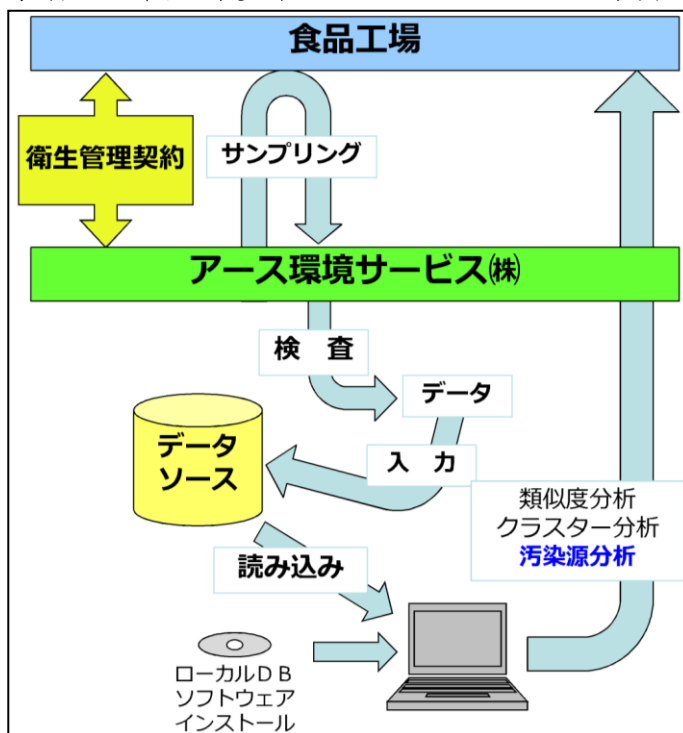 食品工場
衛生管理契約
サンプリング
アース環境サービス㈱
検　査
データ
入　力
データ
ソース
類似度分析
クラスター分析
汚染源分析
読み込み
ローカルＤＢ
ソフトウェア
インストール